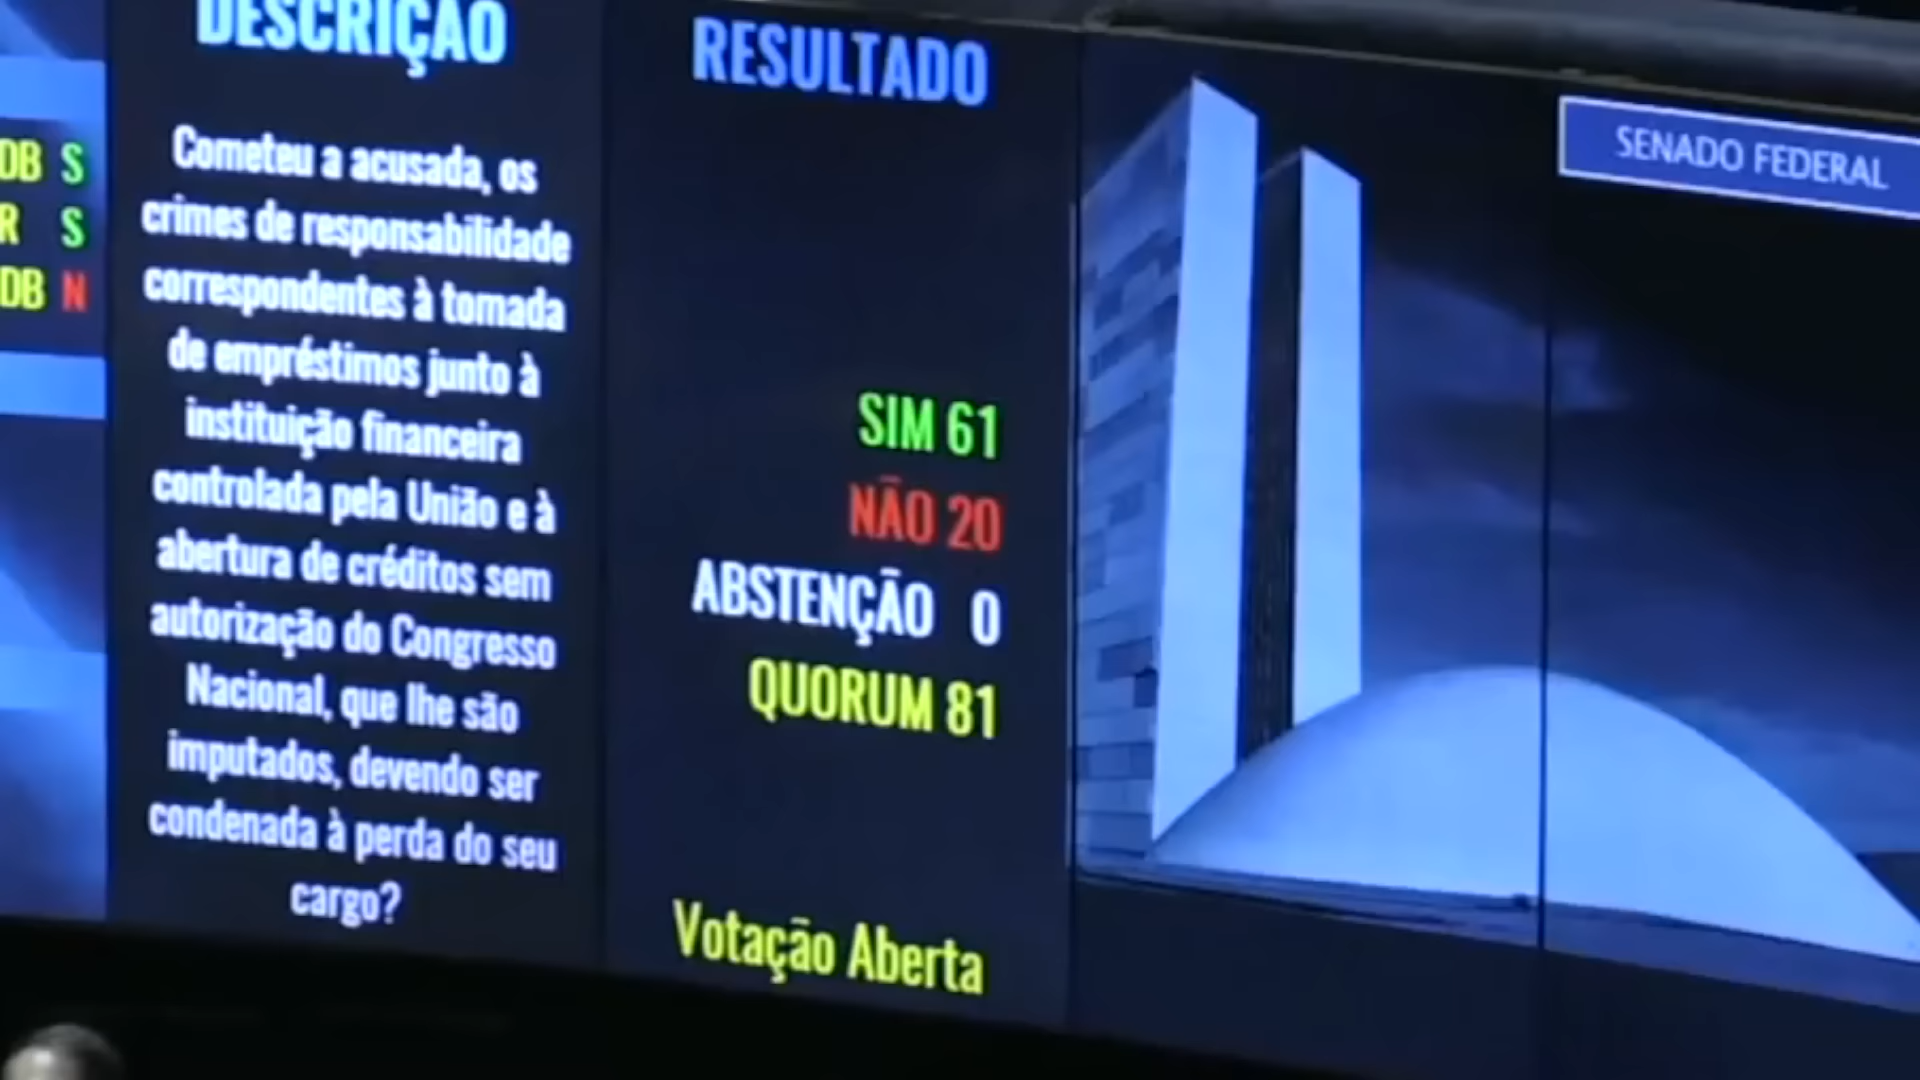 DESCRIÇÃO
DB S
R S
DB N
Cometeu a acusada, os
crimes de responsabilidade
correspondentes à tomada
de empréstimos junto à
instituição financeira
controlada pela União e à
abertura de créditos sem
autorização do Congresso
Nacional, que lhe são
imputados, devendo ser
condenada à perda do seu
cargo?
RESULTADO
SIM 61
NÃO 20
ABSTENÇÃO 0
QUORUM 81
Votação Aberta
SENADO FEDERAL